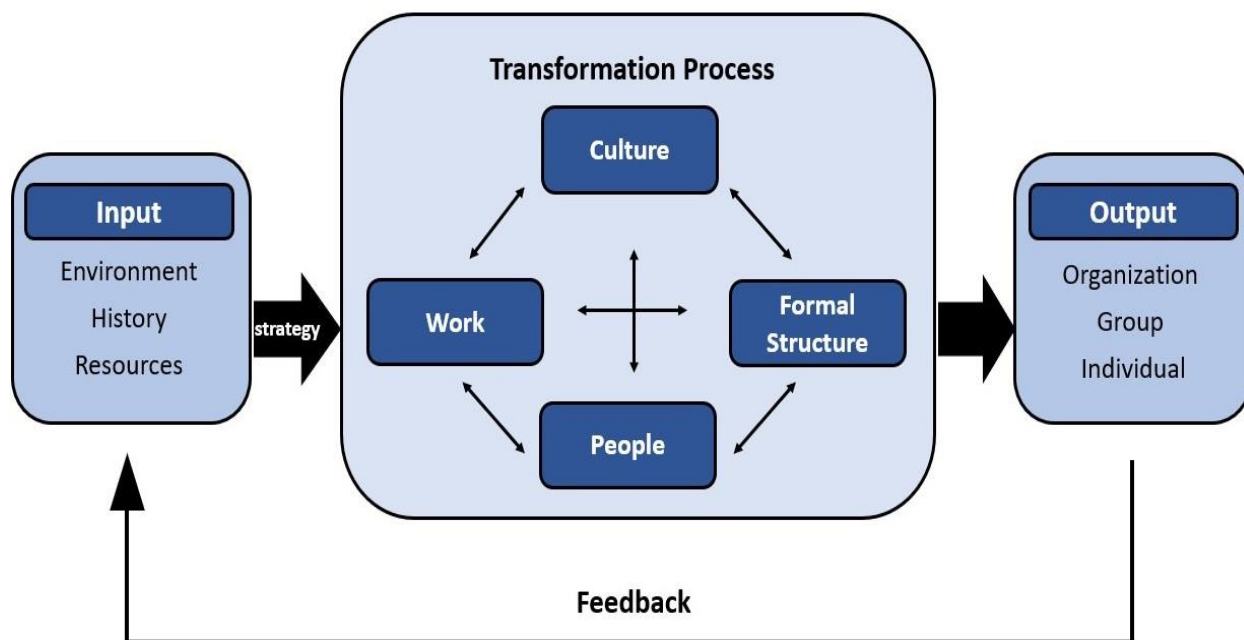 Transformation Process
Culture
Input
Environment
History
Resources
strategy
Work
Formal
Structure
People
Output
Organization
Group
Individual
Feedback